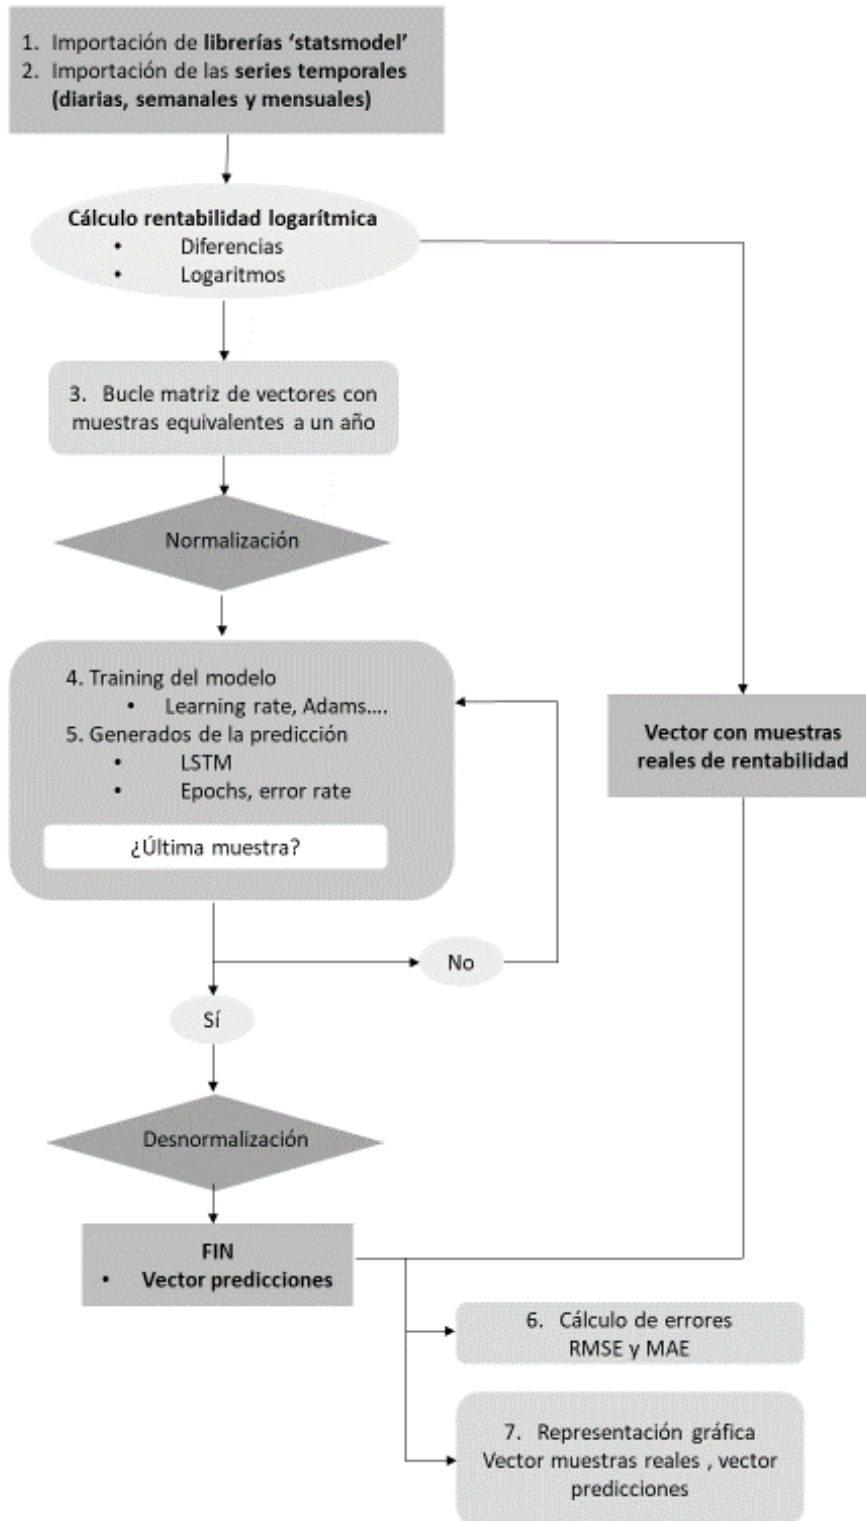 1. Importación de librerías ‘statsmodel’
2. Importación de las series temporales
(diarias, semanales y mensuales)
Cálculo rentabilidad logarítmica
• Diferencias
• Logaritmos
3. Bucle matriz de vectores con
muestras equivalentes a un año
Normalización
4. Training del modelo
• Learning rate, Adams....
5. Generados de la predicción
• LSTM
• Epochs, error rate
¿Última muestra?
Vector con muestras
reales de rentabilidad
No
Sí
Desnormalización
FIN
• Vector predicciones
6. Cálculo de errores
RMSE y MAE
7. Representación gráfica
Vector muestras reales , vector
predicciones